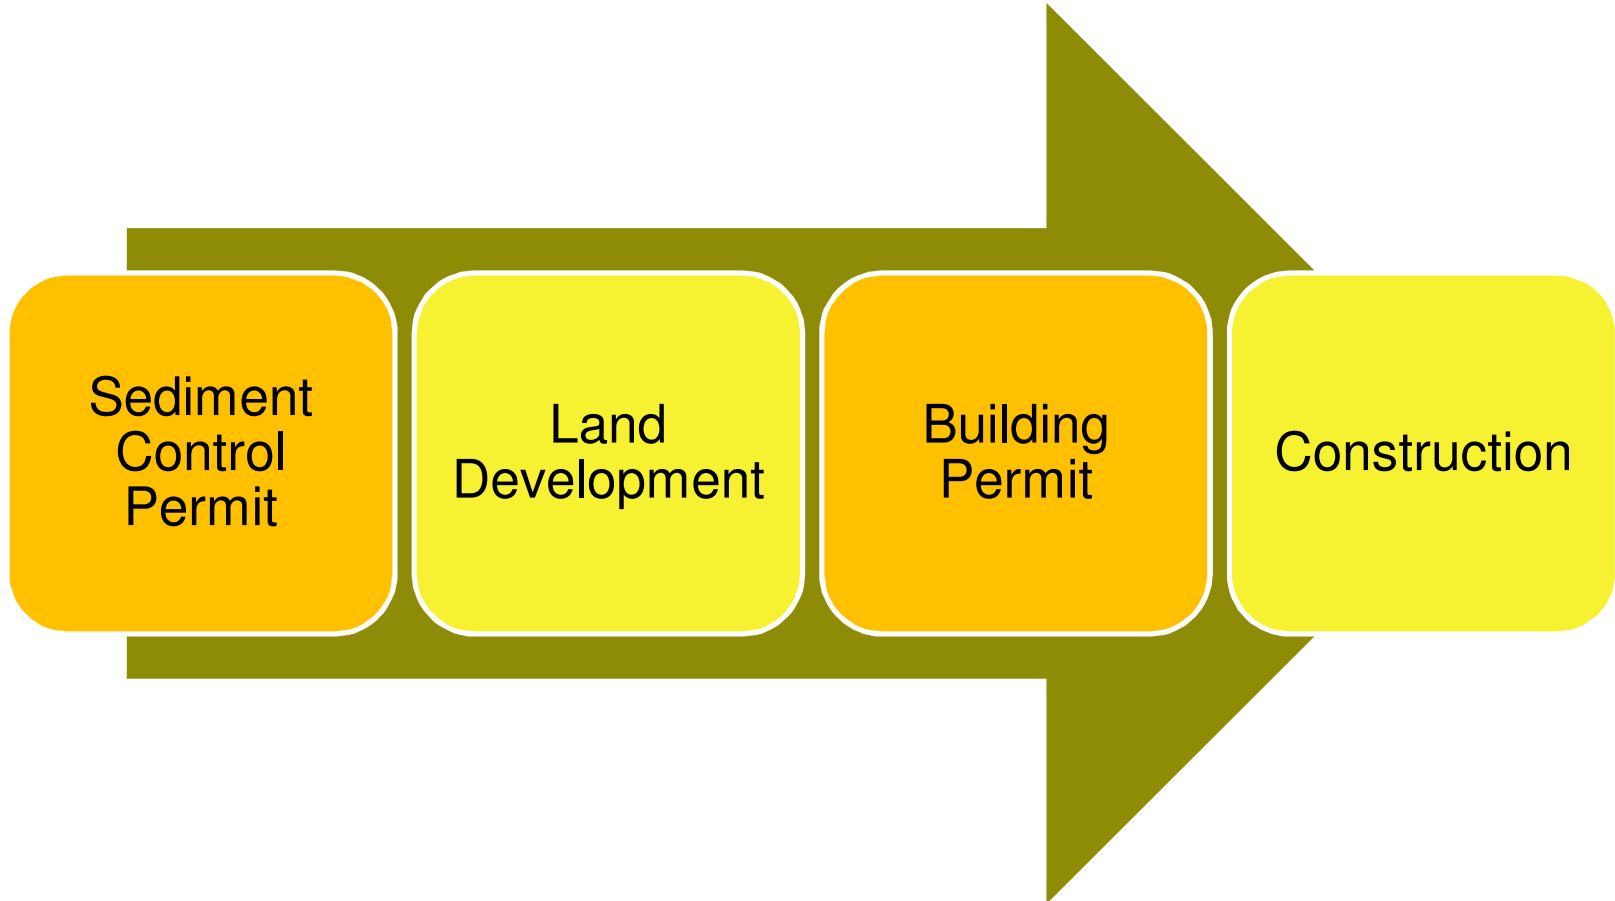 Sediment
Control
Permit
Land
Development
Building
Permit
Construction